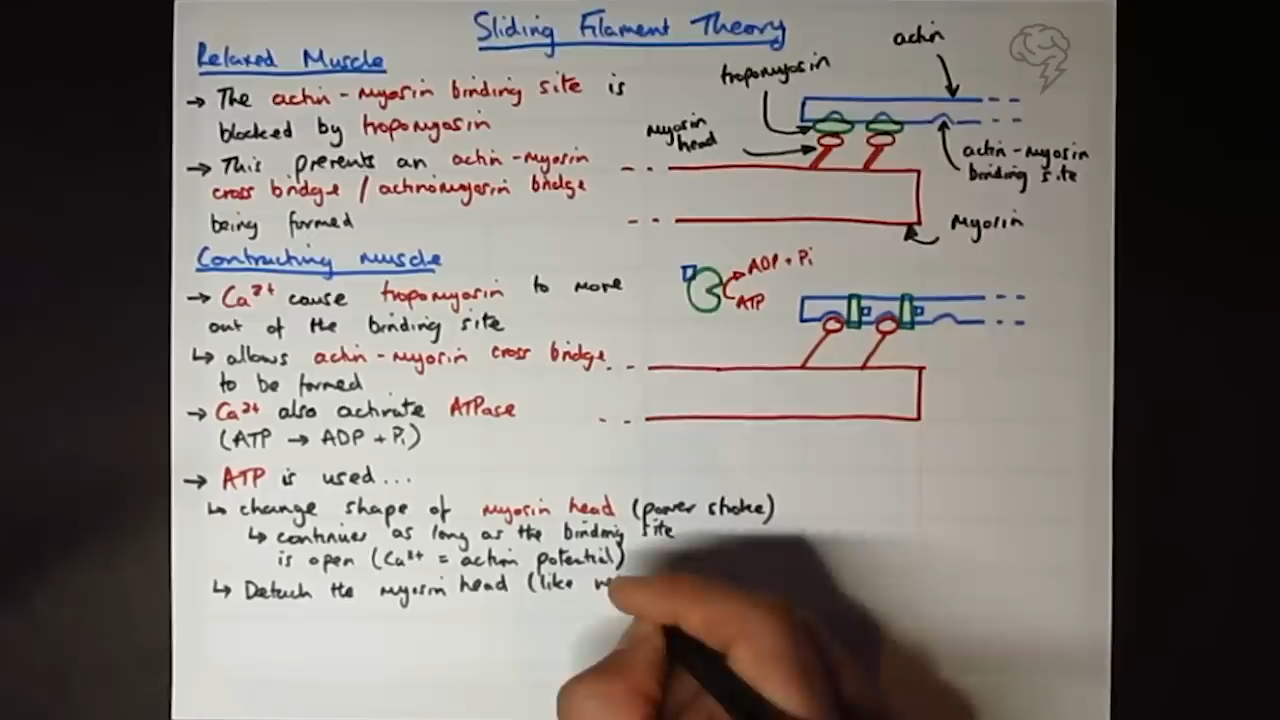 Sliding Filament Theory
Relaxed Muscle
→ The actin-myosin binding site is
blocked by tropomyosin
→ This prevents an actin-myosin
cross bridge / actinomyosin bridge
being formed
Contracting muscle
→ Ca²⁺ cause tropomyosin to move
out of the binding site
↳ allows actin-myosin cross bridge
to be formed
→ Ca²⁺ also activate ATPase
(ATP → ADP + Pi)
→ ATP is used...
↳ change shape of myosin head (power stroke)
↳ continues as long as the binding site
is open (Ca²⁺ = action potential)
↳ Detach the myosin head (like
actin
tropomyosin
myosin
head
actin-myosin
binding site
Myosin
ADP + Pi
ATP